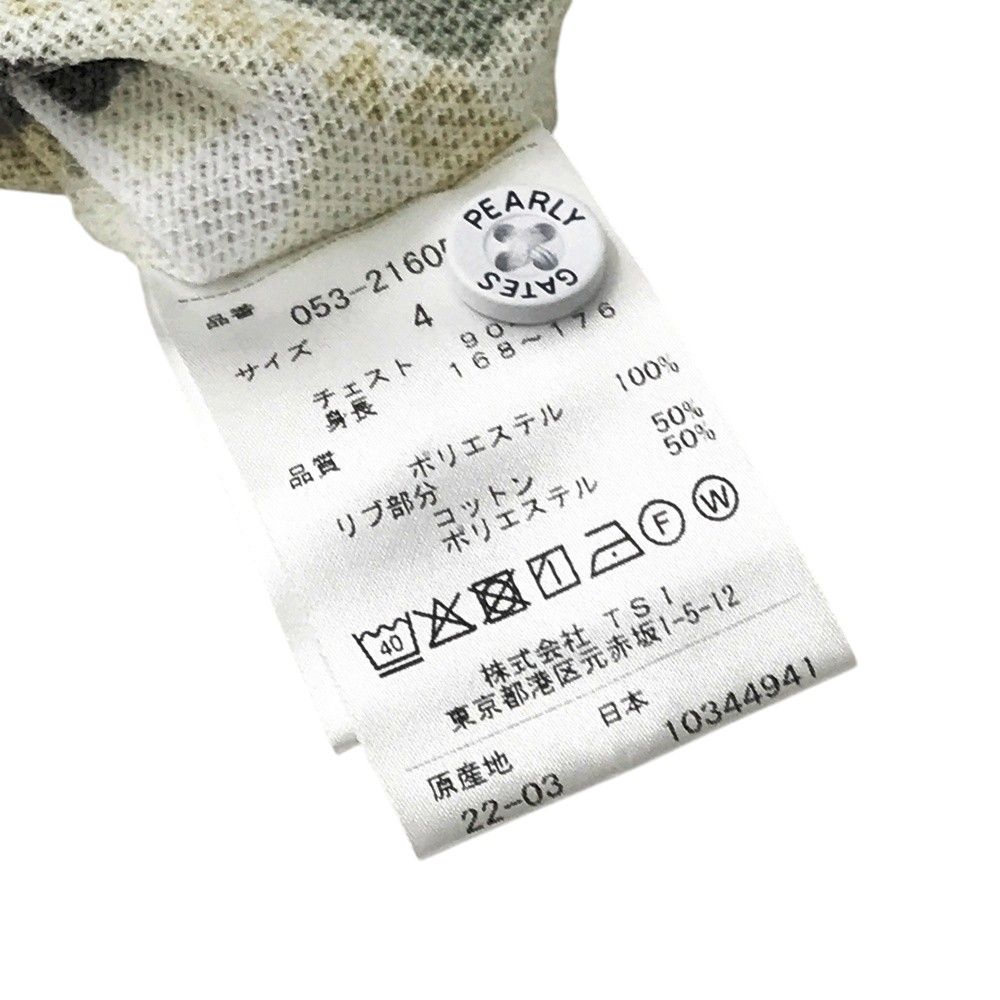 PEARLY
GATES
品番 053-2160
サイズ 4
チェスト 90
身長 168~176
品質 ポリエステル 100%
リブ部分
コットン 50%
ポリエステル 50%
40 F W
株式会社 TSI
東京都港区元赤坂1-5-12
原産地 日本
22-03 10344941